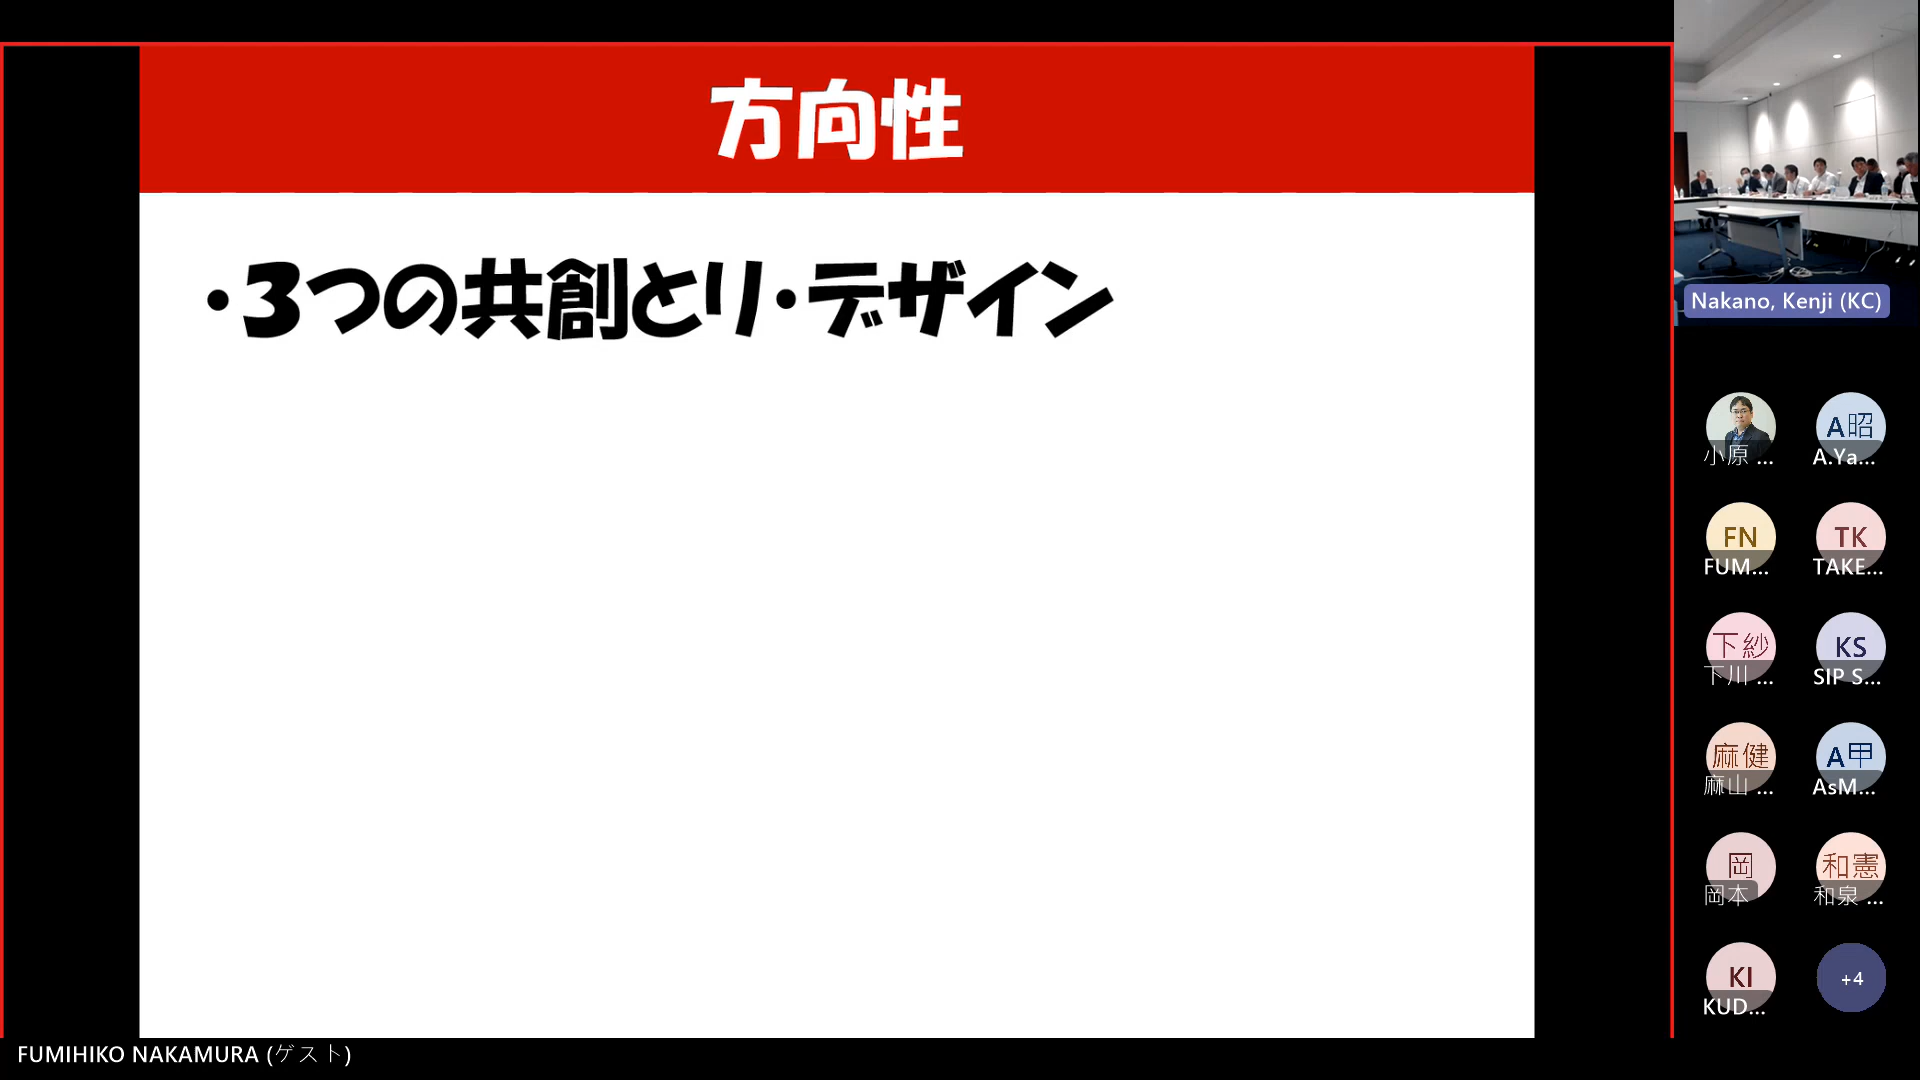 方向性
・3つの共創とリ・デザイン
Nakano, Kenji (KC)
小原 ...
A昭
A.Ya...
FN
FUM...
TK
TAKE...
下紗
下川 ...
KS
SIP S...
麻健
麻山 ...
A甲
AsM...
岡
岡本
和憲
和泉 ...
KI
KUD...
+4
FUMIHIKO NAKAMURA (ゲスト)